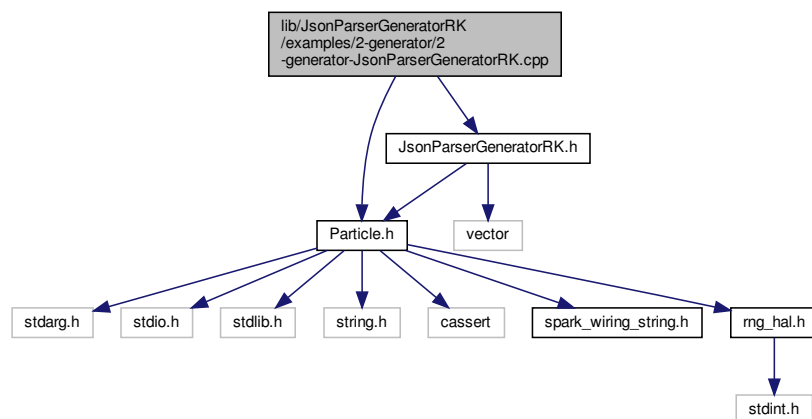 lib/JsonParserGeneratorRK
/examples/2-generator/2
-generator-JsonParserGeneratorRK.cpp
JsonParserGeneratorRK.h
Particle.h
vector
stdarg.h
stdio.h
stdlib.h
string.h
cassert
spark_wiring_string.h
rng_hal.h
stdint.h